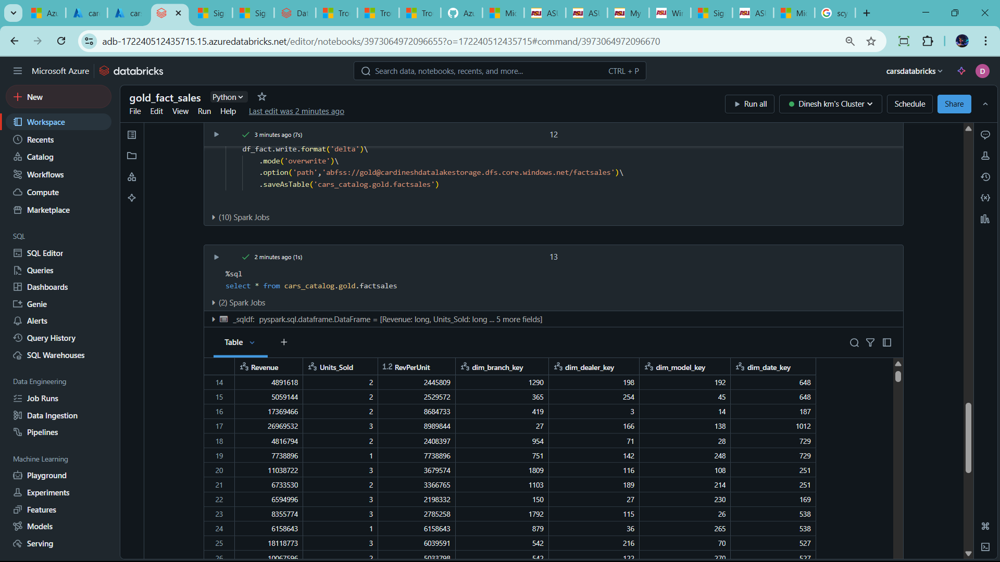 Azu
care
cars
Sig
Sig
Dat
Tro
Tro
Tro
Azu
Mic
ASU
ASU
My
Win
Sig
ASU
Mic
scy
adb-172240512435715.15.azuredatabricks.net/editor/notebooks/3973064972096655?o=172240512435715#command/3973064972096670
Microsoft Azure
databricks
Search data, notebooks, recents, and more...
CTRL + P
carsdatabricks
D
New
Workspace
Recents
Catalog
Workflows
Compute
Marketplace
SQL
SQL Editor
Queries
Dashboards
Genie
Alerts
Query History
SQL Warehouses
Data Engineering
Job Runs
Data Ingestion
Pipelines
Machine Learning
Playground
Experiments
Features
Models
Serving
gold_fact_sales
Python
File Edit View Run Help Last edit was 2 minutes ago
Run all
Dinesh km's Cluster
Schedule
Share
3 minutes ago (7s)
12
df_fact.write.format('delta')\
.mode('overwrite')\
.option('path','abfss://gold@cardineshdatalakestorage.dfs.core.windows.net/factsales')\
.saveAsTable('cars_catalog.gold.factsales')
(10) Spark Jobs
2 minutes ago (1s)
13
%sql
select * from cars_catalog.gold.factsales
(2) Spark Jobs
_sqldf: pyspark.sql.dataframe.DataFrame = [Revenue: long, Units_Sold: long ... 5 more fields]
Table
+
Revenue Units_Sold 1.2 RevPerUnit dim_branch_key dim_dealer_key dim_model_key dim_date_key
14 4891618 2 2445809 1290 198 192 648
15 5059144 2 2529572 365 254 45 648
16 17369466 2 8684733 419 3 14 187
17 26969532 3 8989844 27 166 138 1012
18 4816794 2 2408397 954 71 28 729
19 7738896 1 7738896 751 142 248 729
20 11038722 3 3679574 1809 116 108 251
21 6733530 2 3366765 1103 189 214 251
22 6594996 3 2198332 150 27 230 169
23 8355774 3 2785258 1792 115 26 538
24 6158643 1 6158643 879 36 265 538
25 18118773 3 6039591 542 216 70 527
26 10067596 2 5033798 542 122 270 527